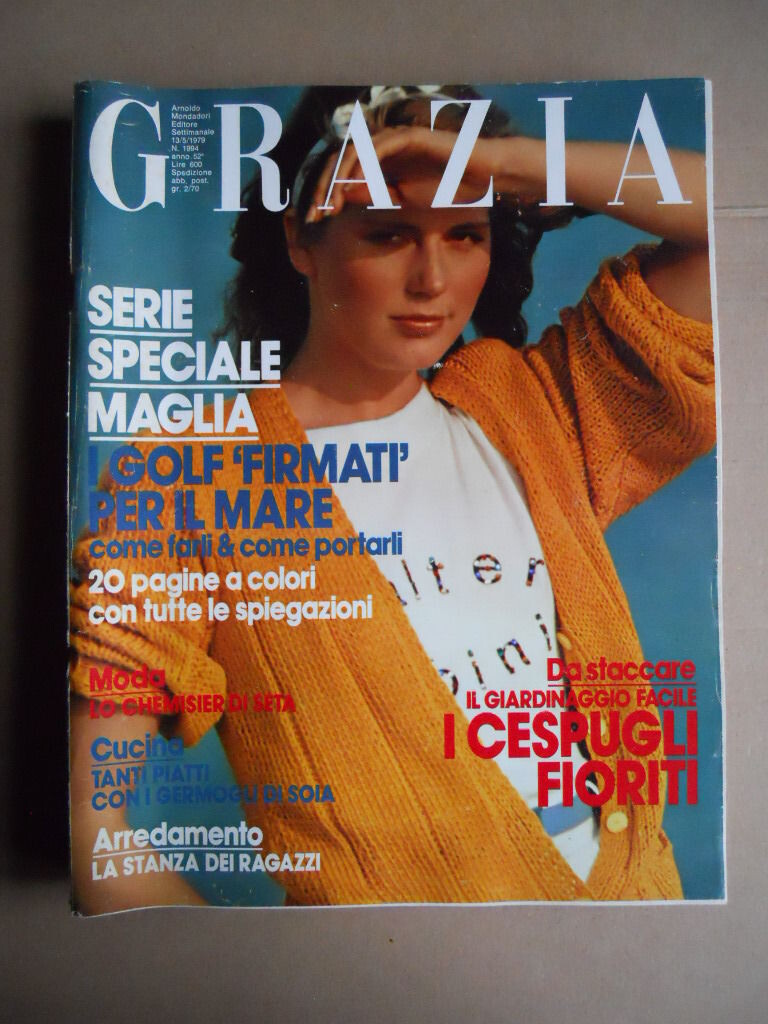 GRAZIA
Arnoldo
Mondadori
Editore
Settimanale
13/5/1979
N. 1994
anno 52°
Lire 600
Spedizione
abb. post.
gr. 2/70
SERIE
SPECIALE
MAGLIA
I GOLF 'FIRMATI'
PER IL MARE
come farli & come portarli
20 pagine a colori
con tutte le spiegazioni
alter
bini
Moda
LO CHEMISIER DI SETA
Cucina
TANTI PIATTI
CON I GERMOGLI DI SOIA
Arredamento
LA STANZA DEI RAGAZZI
Da staccare
IL GIARDINAGGIO FACILE
I CESPUGLI
FIORITI